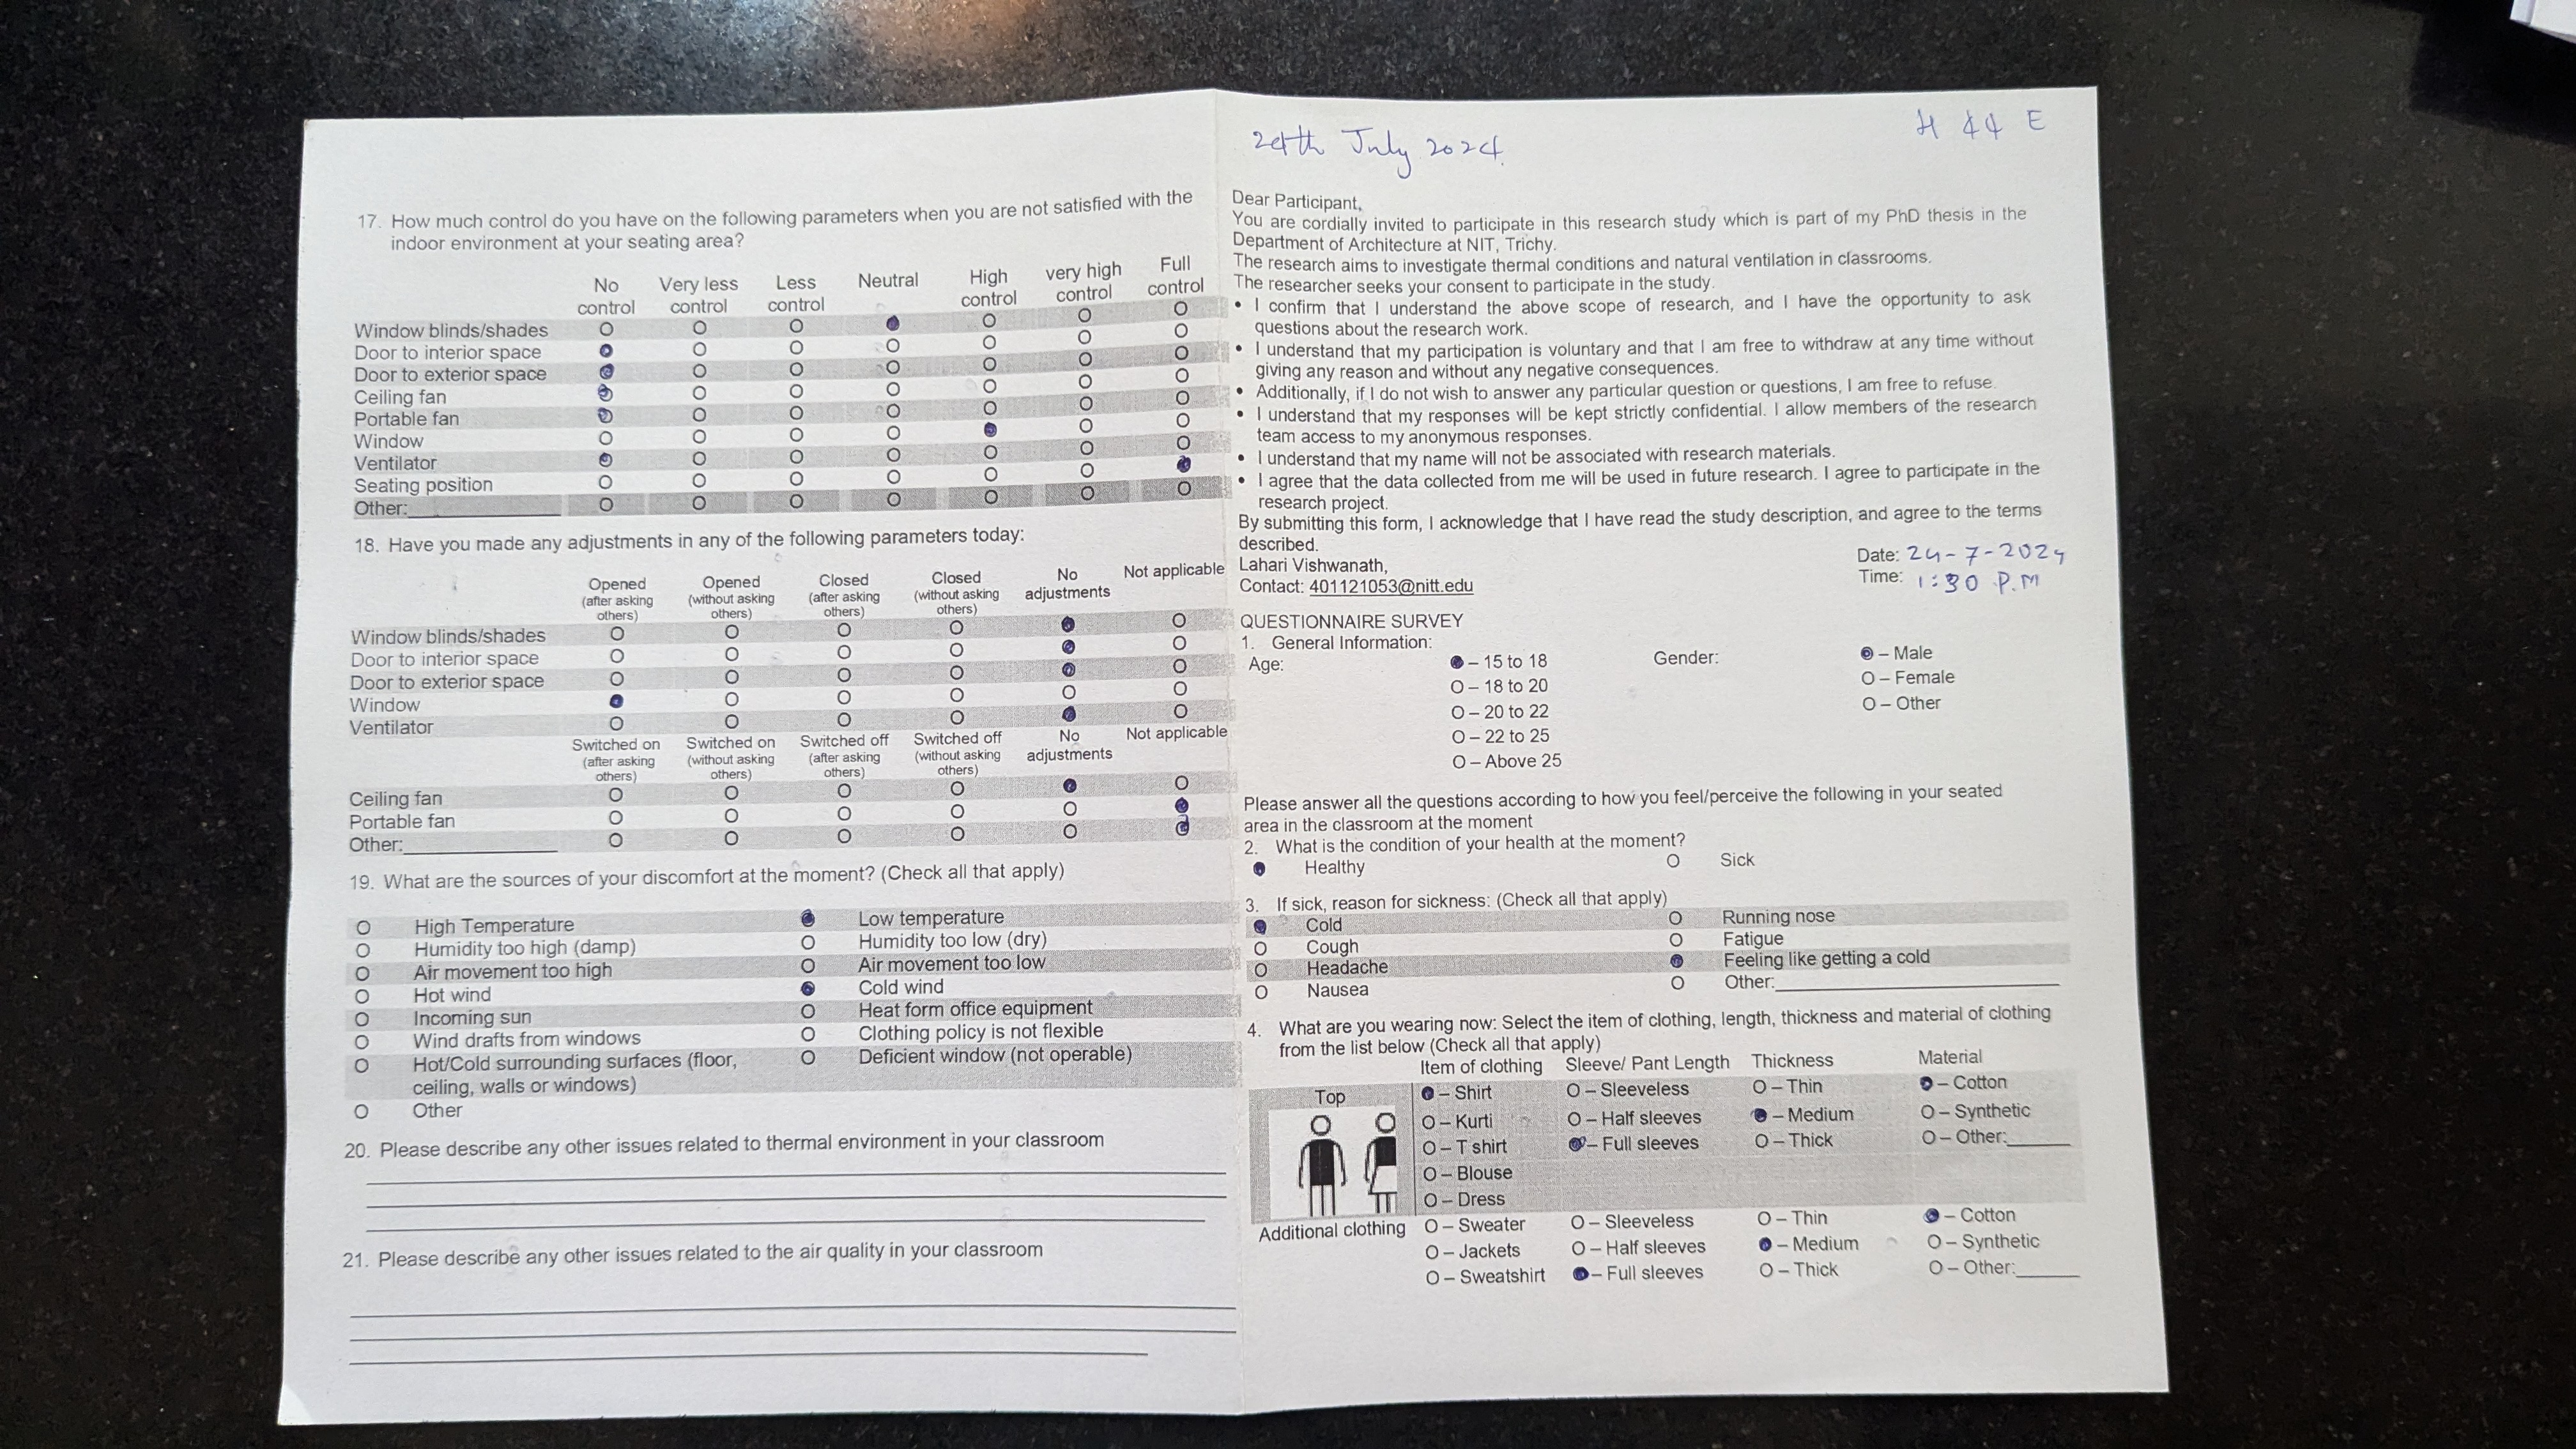 17. How much control do you have on the following parameters when you are not satisfied with the
indoor environment at your seating area?
No control Very less control Less control Neutral High control very high control Full control
Window blinds/shades O O O ● O O O
Door to interior space ● O O O O O O
Door to exterior space ● O O O O O O
Ceiling fan ● O O O O O O
Portable fan ● O O O O O O
Window O O O O ● O O
Ventilator ● O O O O O O
Seating position O O O O O O ●
Other:__________ O O O O O O O
18. Have you made any adjustments in any of the following parameters today:
Opened (after asking others) Opened (without asking others) Closed (after asking others) Closed (without asking others) No adjustments Not applicable
Window blinds/shades O O O O ● O
Door to interior space O O O O ● O
Door to exterior space O O O O ● O
Window ● O O O O O
Ventilator O O O O ● O
Switched on (after asking others) Switched on (without asking others) Switched off (after asking others) Switched off (without asking others) No adjustments Not applicable
Ceiling fan O O O O ● O
Portable fan O O O O O ●
Other:__________ O O O O O ●
19. What are the sources of your discomfort at the moment? (Check all that apply)
O High Temperature ● Low temperature
O Humidity too high (damp) O Humidity too low (dry)
O Air movement too high O Air movement too low
O Hot wind ● Cold wind
O Incoming sun O Heat form office equipment
O Wind drafts from windows O Clothing policy is not flexible
O Hot/Cold surrounding surfaces (floor, O Deficient window (not operable)
ceiling, walls or windows)
O Other
20. Please describe any other issues related to thermal environment in your classroom
21. Please describe any other issues related to the air quality in your classroom
24th July 2024 H 44 E
Dear Participant,
You are cordially invited to participate in this research study which is part of my PhD thesis in the
Department of Architecture at NIT, Trichy.
The research aims to investigate thermal conditions and natural ventilation in classrooms.
The researcher seeks your consent to participate in the study.
• I confirm that I understand the above scope of research, and I have the opportunity to ask
questions about the research work.
• I understand that my participation is voluntary and that I am free to withdraw at any time without
giving any reason and without any negative consequences.
• Additionally, if I do not wish to answer any particular question or questions, I am free to refuse.
• I understand that my responses will be kept strictly confidential. I allow members of the research
team access to my anonymous responses.
• I understand that my name will not be associated with research materials.
• I agree that the data collected from me will be used in future research. I agree to participate in the
research project.
By submitting this form, I acknowledge that I have read the study description, and agree to the terms
described.
Lahari Vishwanath, Date: 24-7-2024
Contact: 401121053@nitt.edu Time: 1:30 P.M
QUESTIONNAIRE SURVEY
1. General Information:
Age: ● – 15 to 18 Gender: ● – Male
O – 18 to 20 O – Female
O – 20 to 22 O – Other
O – 22 to 25
O – Above 25
Please answer all the questions according to how you feel/perceive the following in your seated
area in the classroom at the moment
2. What is the condition of your health at the moment?
● Healthy O Sick
3. If sick, reason for sickness: (Check all that apply)
● Cold O Running nose
O Cough O Fatigue
O Headache ● Feeling like getting a cold
O Nausea O Other:__________
4. What are you wearing now: Select the item of clothing, length, thickness and material of clothing
from the list below (Check all that apply)
Item of clothing Sleeve/ Pant Length Thickness Material
Top ● – Shirt O – Sleeveless O – Thin ● – Cotton
O – Kurti O – Half sleeves ● – Medium O – Synthetic
O – T shirt ● – Full sleeves O – Thick O – Other:______
O – Blouse
O – Dress
Additional clothing O – Sweater O – Sleeveless O – Thin ● – Cotton
O – Jackets O – Half sleeves ● – Medium O – Synthetic
O – Sweatshirt ● – Full sleeves O – Thick O – Other:______